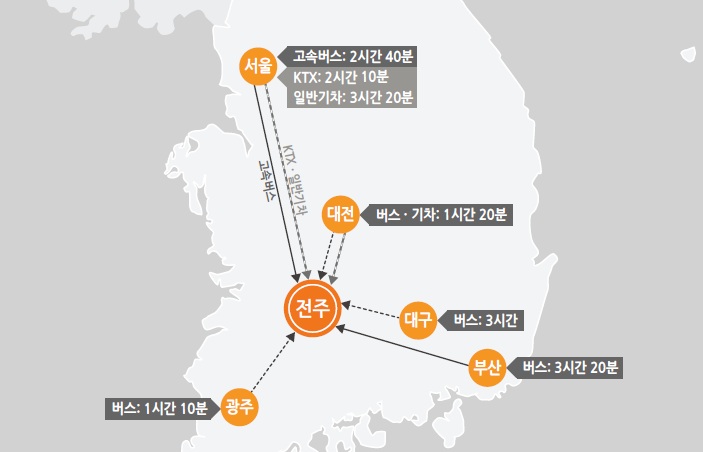 서울
고속버스: 2시간 40분
KTX: 2시간 10분
일반기차: 3시간 20분
고속버스
KTX · 일반기차
대전
버스 · 기차: 1시간 20분
전주
대구
버스: 3시간
부산
버스: 3시간 20분
버스: 1시간 10분
광주